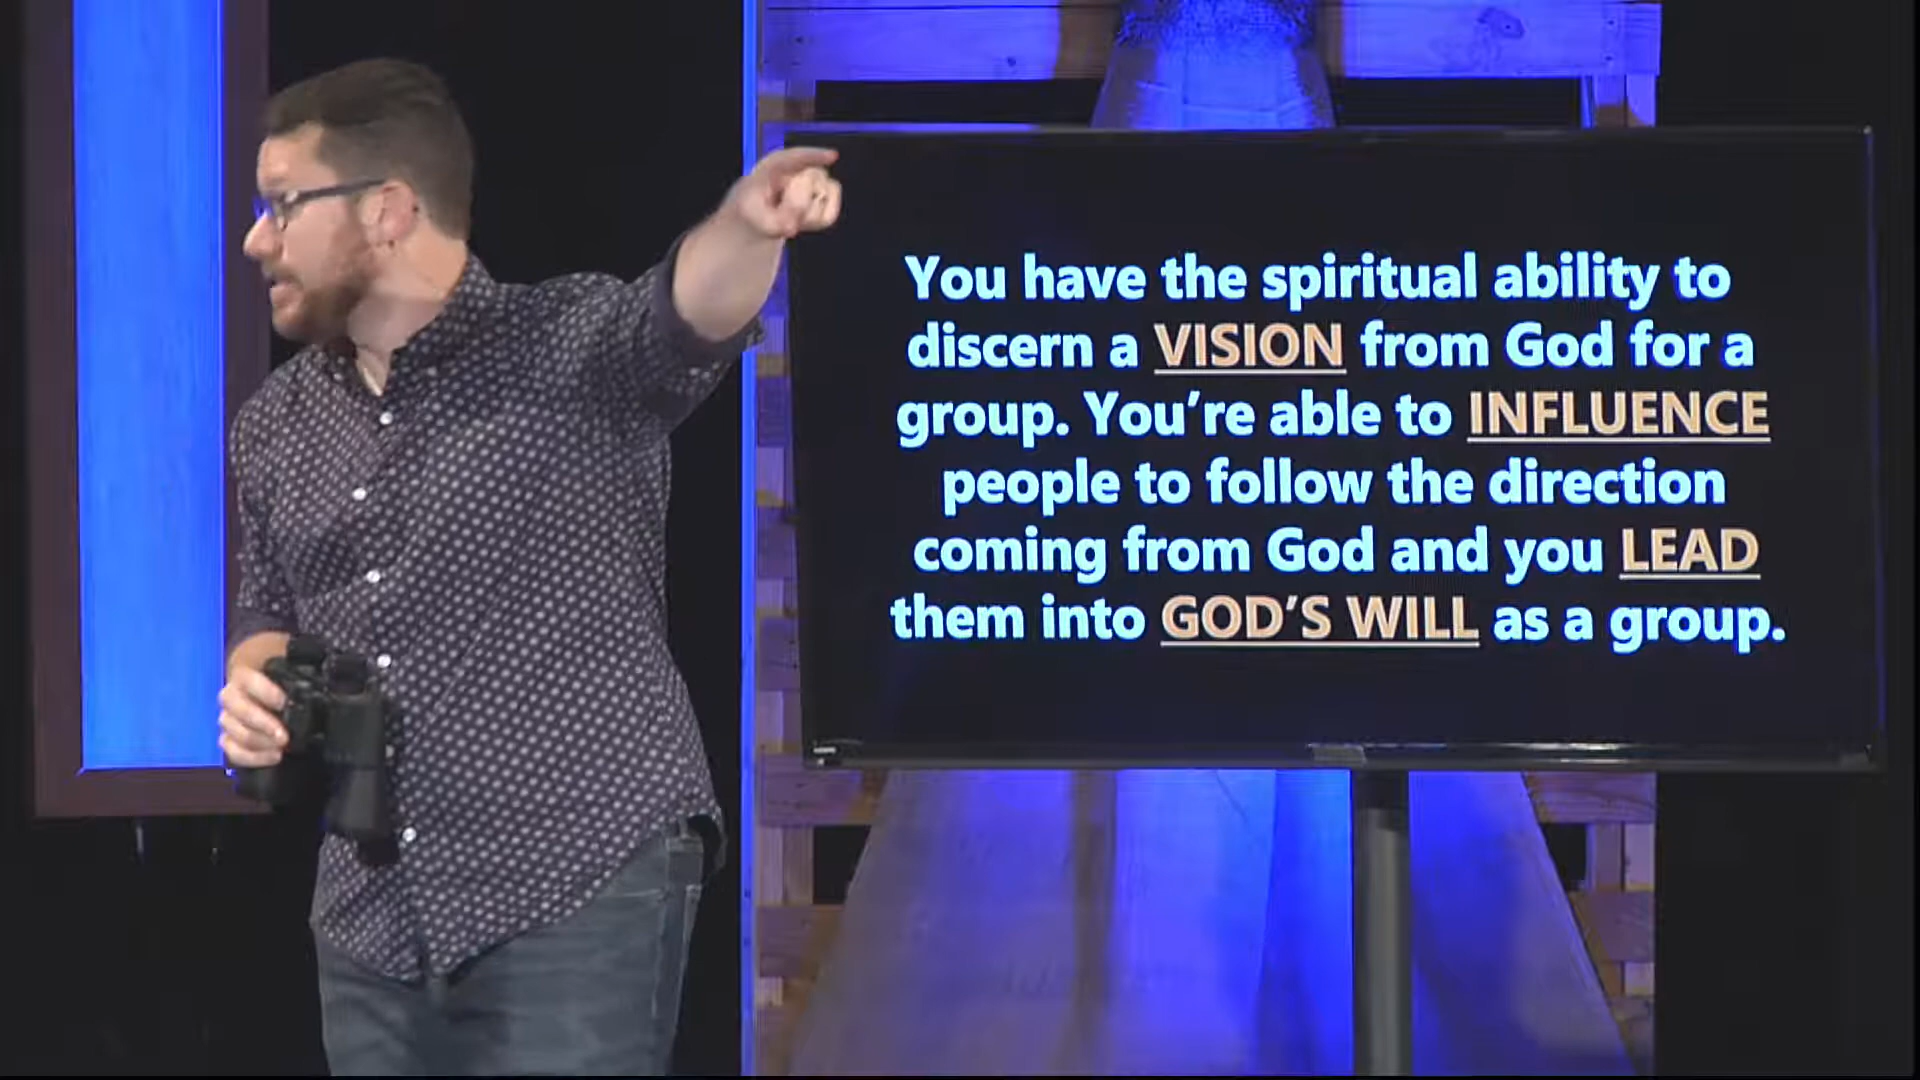 You have the spiritual ability to
discern a VISION from God for a
group. You're able to INFLUENCE
people to follow the direction
coming from God and you LEAD
them into GOD'S WILL as a group.